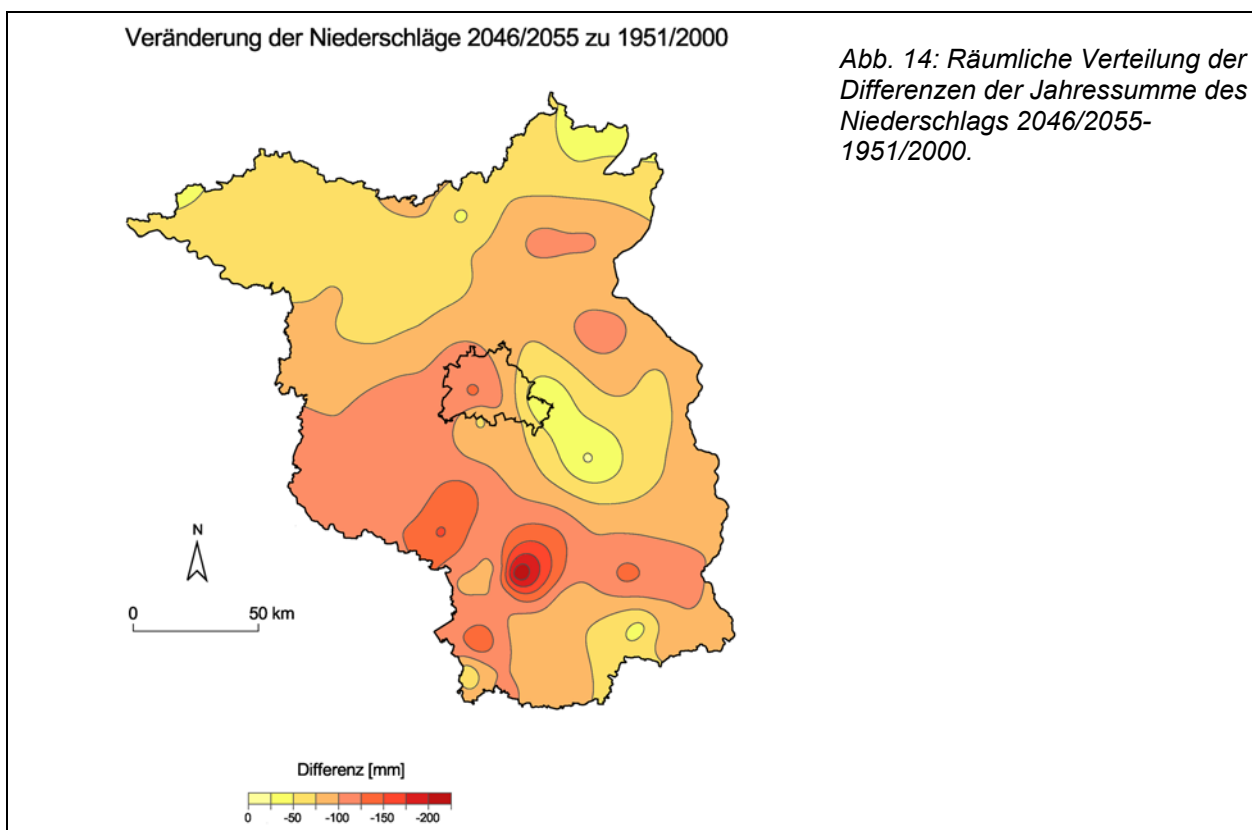 Veränderung der Niederschläge 2046/2055 zu 1951/2000
Abb. 14: Räumliche Verteilung der
Differenzen der Jahressumme des
Niederschlags 2046/2055-
1951/2000.
N
0 50 km
Differenz [mm]
0 -50 -100 -150 -200